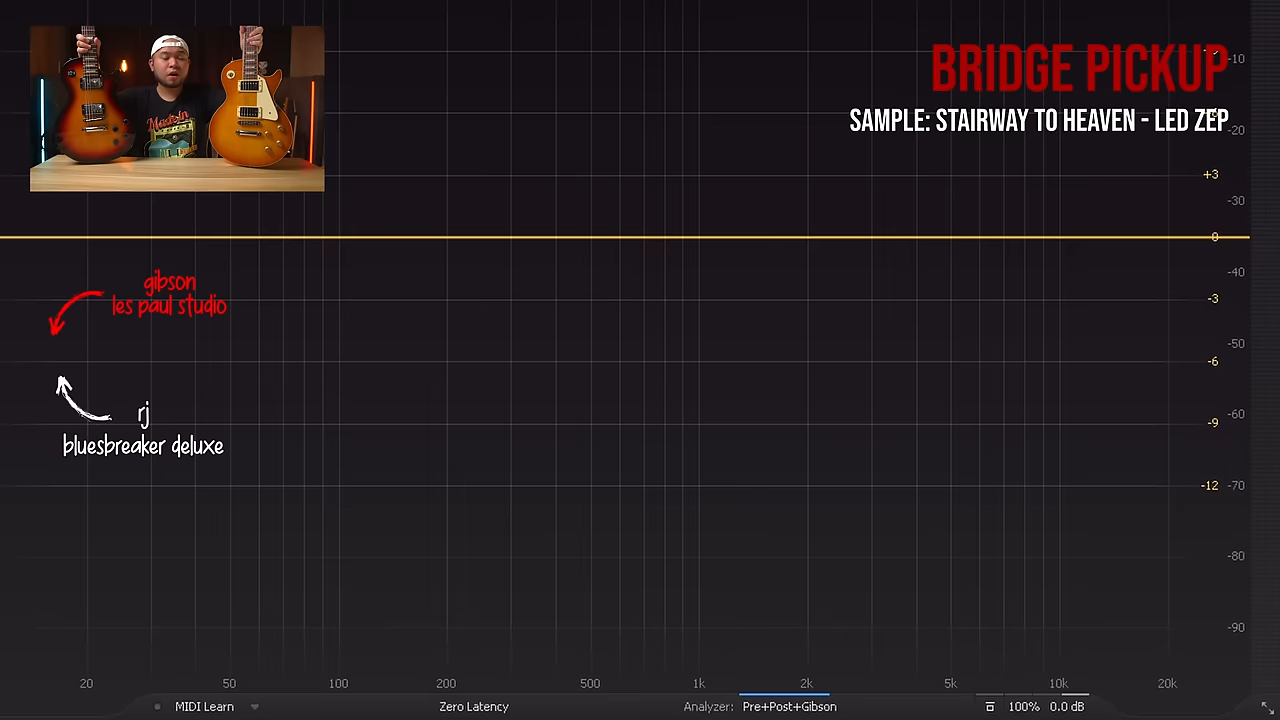 BRIDGE PICKUP
SAMPLE: STAIRWAY TO HEAVEN - LED ZEP
-10
-20
+3
-30
0
-40
-3
-50
-6
-60
-9
-12
-70
-80
-90
gibson
les paul studio
rj
bluesbreaker deluxe
20
50
100
200
500
1k
2k
5k
10k
20k
MIDI Learn
Zero Latency
Analyzer: Pre+Post+Gibson
100%
0.0 dB